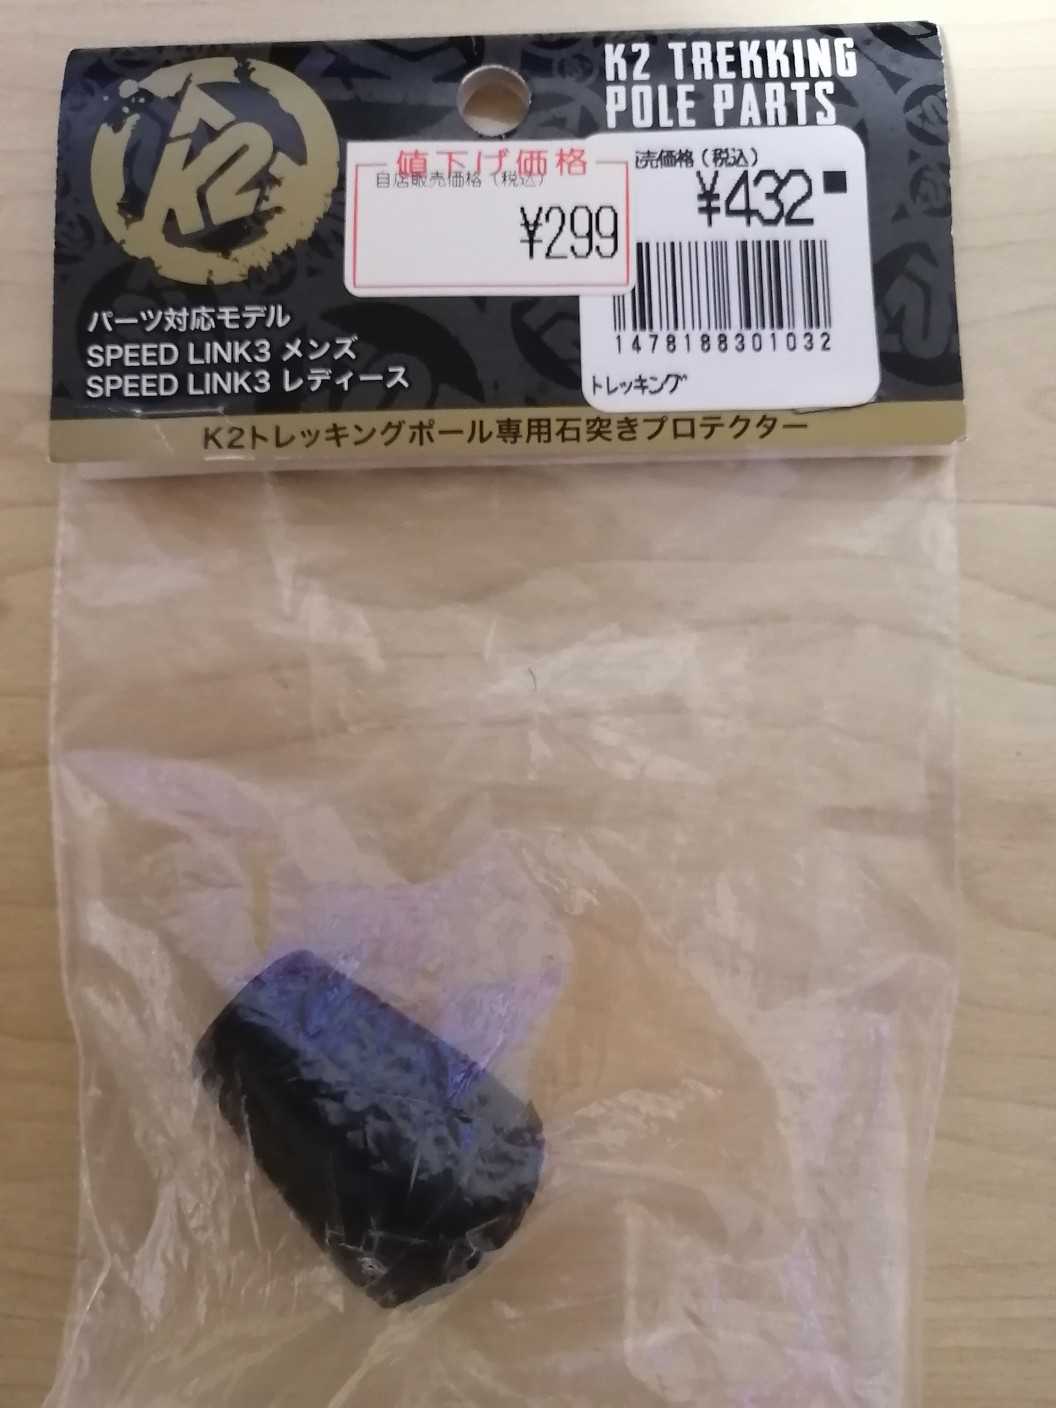 K2 TREKKING
POLE PARTS
K2
値下げ価格
自店販売価格（税込）
¥299
売価格（税込）
¥432
1478188301032
トレッキング
パーツ対応モデル
SPEED LINK3 メンズ
SPEED LINK3 レディース
K2トレッキングポール専用石突きプロテクター